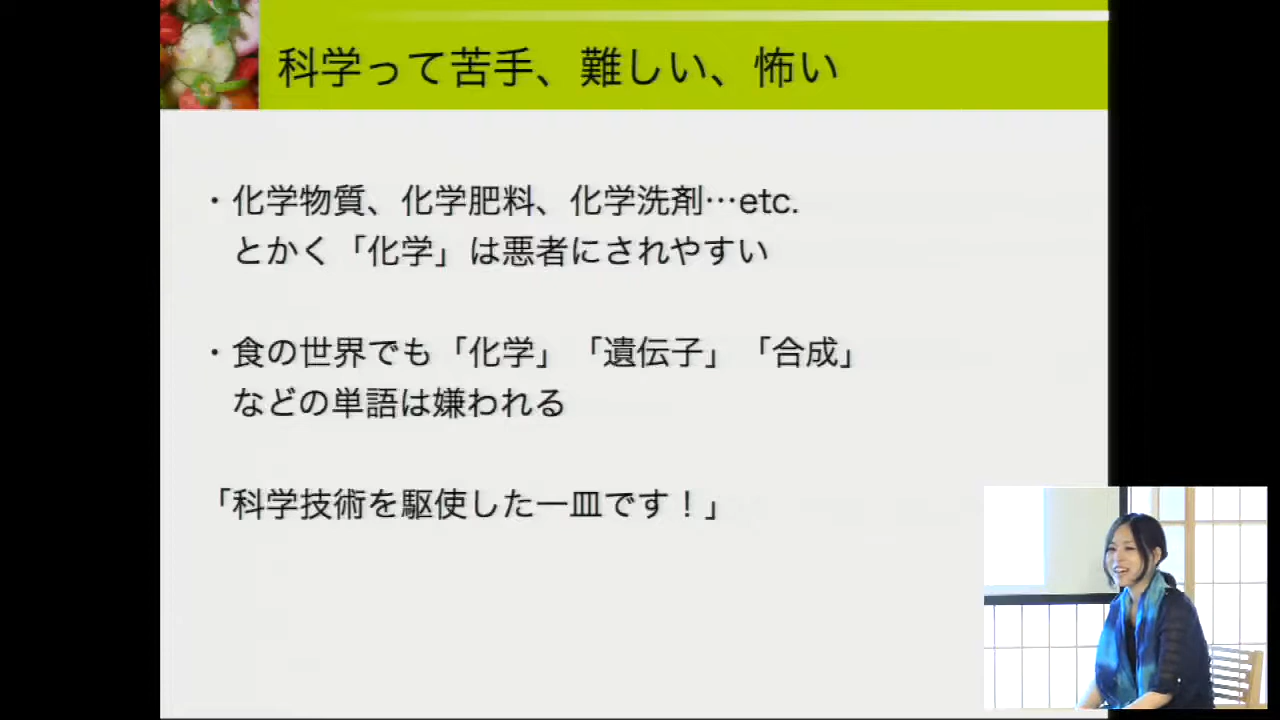 科学って苦手、難しい、怖い
・化学物質、化学肥料、化学洗剤…etc.
とかく「化学」は悪者にされやすい
・食の世界でも「化学」「遺伝子」「合成」
などの単語は嫌われる
「科学技術を駆使した一皿です！」